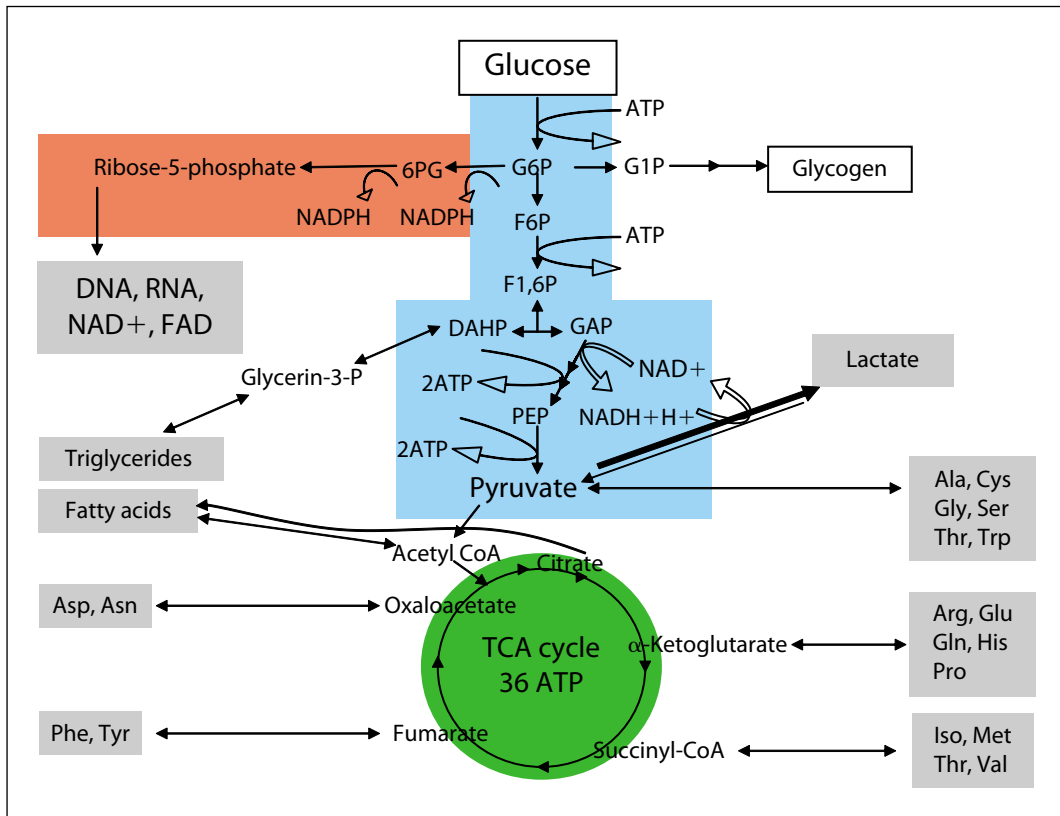 Glucose
ATP
Ribose-5-phosphate
6PG
G6P
G1P
Glycogen
NADPH
NADPH
F6P
ATP
DNA, RNA,
NAD+, FAD
F1,6P
DAHP
GAP
Lactate
Glycerin-3-P
2ATP
NAD+
PEP
NADH+H+
2ATP
Triglycerides
Pyruvate
Fatty acids
Ala, Cys
Gly, Ser
Thr, Trp
Acetyl CoA
Citrate
Asp, Asn
Oxaloacetate
TCA cycle
36 ATP
α-Ketoglutarate
Arg, Glu
Gln, His
Pro
Phe, Tyr
Fumarate
Succinyl-CoA
Iso, Met
Thr, Val